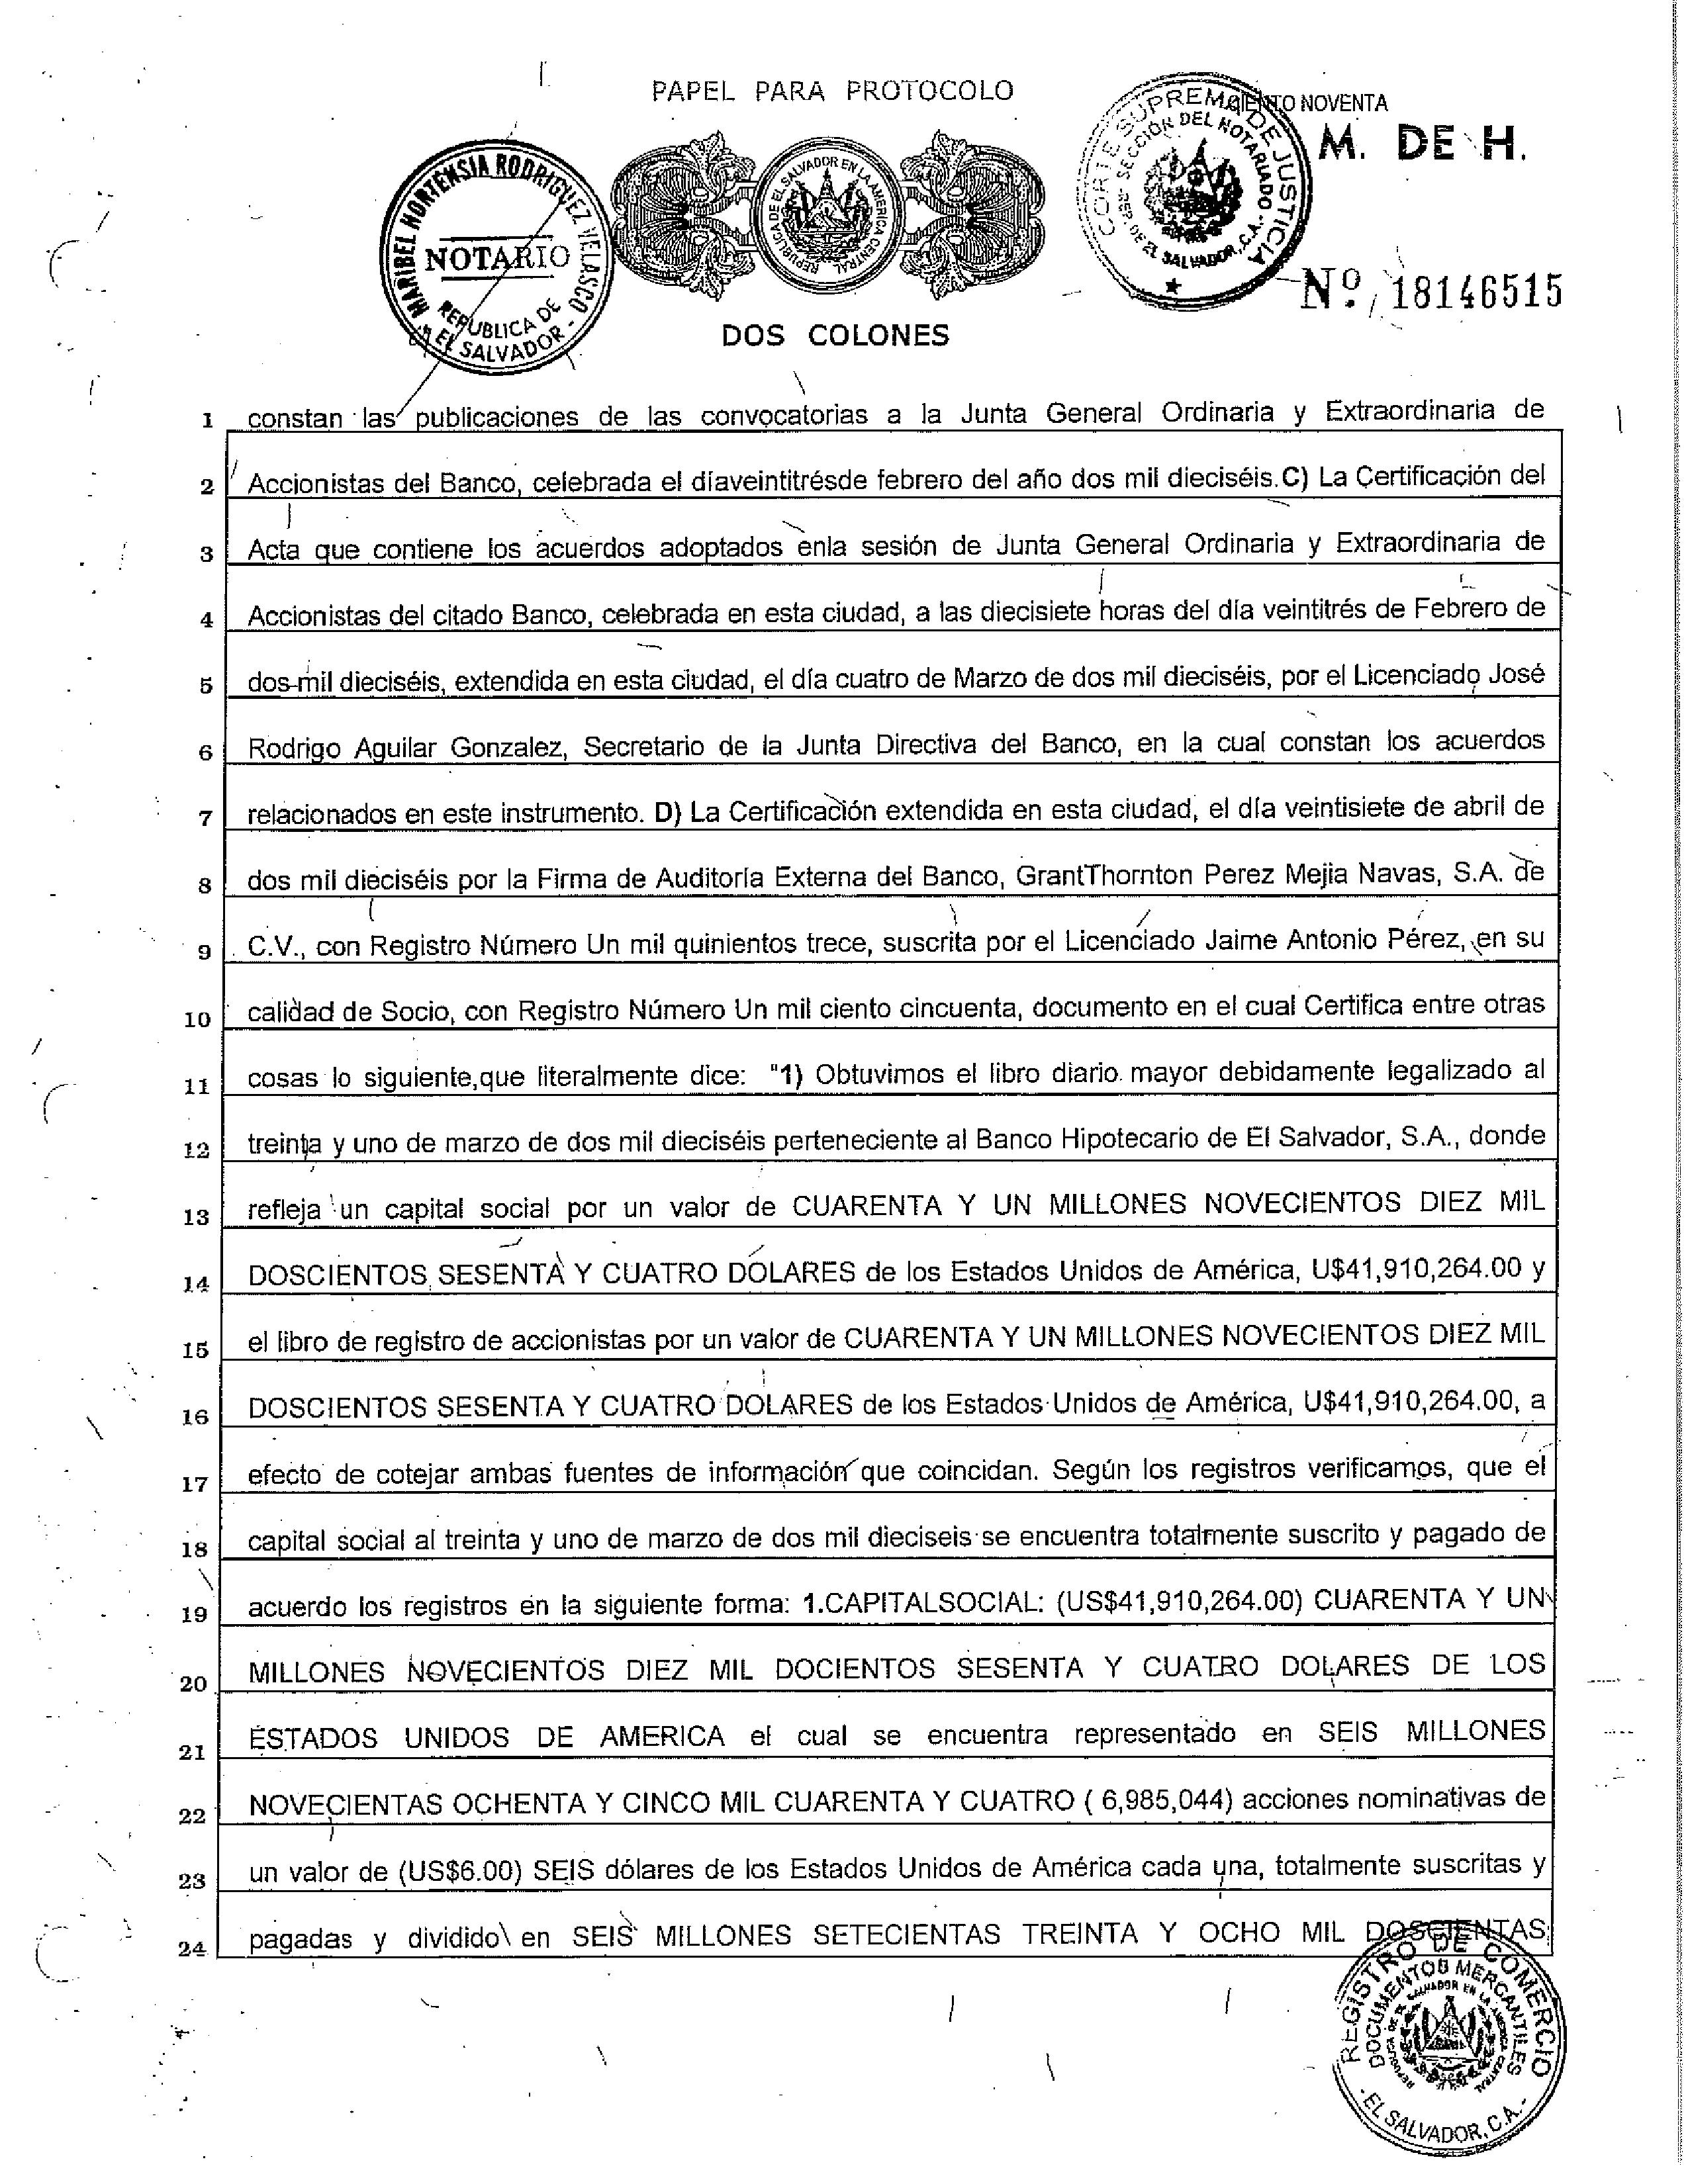 PAPEL PARA PROTOCOLO
CIENTO NOVENTA
M. DE H.
MARIBEL HORTENSIA RODRIGUEZ VELASCO
NOTARIO
REPUBLICA DE EL SALVADOR
REPUBLICA DE EL SALVADOR EN LA AMERICA CENTRAL
CORTE SUPREMA DE JUSTICIA
SECCIÓN DEL NOTARIADO
REP. DE EL SALVADOR, C.A.
Nº 18146515
DOS COLONES
1 constan las publicaciones de las convocatorias a la Junta General Ordinaria y Extraordinaria de
2 Accionistas del Banco, celebrada el díaveintitrésde febrero del año dos mil dieciséis.C) La Certificación del
3 Acta que contiene los acuerdos adoptados enla sesión de Junta General Ordinaria y Extraordinaria de
4 Accionistas del citado Banco, celebrada en esta ciudad, a las diecisiete horas del día veintitrés de Febrero de
5 dos mil dieciséis, extendida en esta ciudad, el día cuatro de Marzo de dos mil dieciséis, por el Licenciado José
6 Rodrigo Aguilar Gonzalez, Secretario de la Junta Directiva del Banco, en la cual constan los acuerdos
7 relacionados en este instrumento. D) La Certificación extendida en esta ciudad, el día veintisiete de abril de
8 dos mil dieciséis por la Firma de Auditoría Externa del Banco, GrantThornton Perez Mejia Navas, S.A. de
9 C.V., con Registro Número Un mil quinientos trece, suscrita por el Licenciado Jaime Antonio Pérez, en su
10 calidad de Socio, con Registro Número Un mil ciento cincuenta, documento en el cual Certifica entre otras
11 cosas lo siguiente,que literalmente dice: "1) Obtuvimos el libro diario mayor debidamente legalizado al
12 treinta y uno de marzo de dos mil dieciséis perteneciente al Banco Hipotecario de El Salvador, S.A., donde
13 refleja un capital social por un valor de CUARENTA Y UN MILLONES NOVECIENTOS DIEZ MIL
14 DOSCIENTOS SESENTA Y CUATRO DOLARES de los Estados Unidos de América, U$41,910,264.00 y
15 el libro de registro de accionistas por un valor de CUARENTA Y UN MILLONES NOVECIENTOS DIEZ MIL
16 DOSCIENTOS SESENTA Y CUATRO DOLARES de los Estados Unidos de América, U$41,910,264.00, a
17 efecto de cotejar ambas fuentes de información que coincidan. Según los registros verificamos, que el
18 capital social al treinta y uno de marzo de dos mil dieciseis se encuentra totalmente suscrito y pagado de
19 acuerdo los registros en la siguiente forma: 1.CAPITALSOCIAL: (US$41,910,264.00) CUARENTA Y UN
20 MILLONES NOVECIENTOS DIEZ MIL DOCIENTOS SESENTA Y CUATRO DOLARES DE LOS
21 ESTADOS UNIDOS DE AMERICA el cual se encuentra representado en SEIS MILLONES
22 NOVECIENTAS OCHENTA Y CINCO MIL CUARENTA Y CUATRO ( 6,985,044) acciones nominativas de
23 un valor de (US$6.00) SEIS dólares de los Estados Unidos de América cada una, totalmente suscritas y
24 pagadas y dividido en SEIS MILLONES SETECIENTAS TREINTA Y OCHO MIL DOSCIENTAS
REGISTRO DE COMERCIO
DOCUMENTOS MERCANTILES
REPUBLICA DE EL SALVADOR EN LA AMERICA CENTRAL
- EL SALVADOR, C.A. -